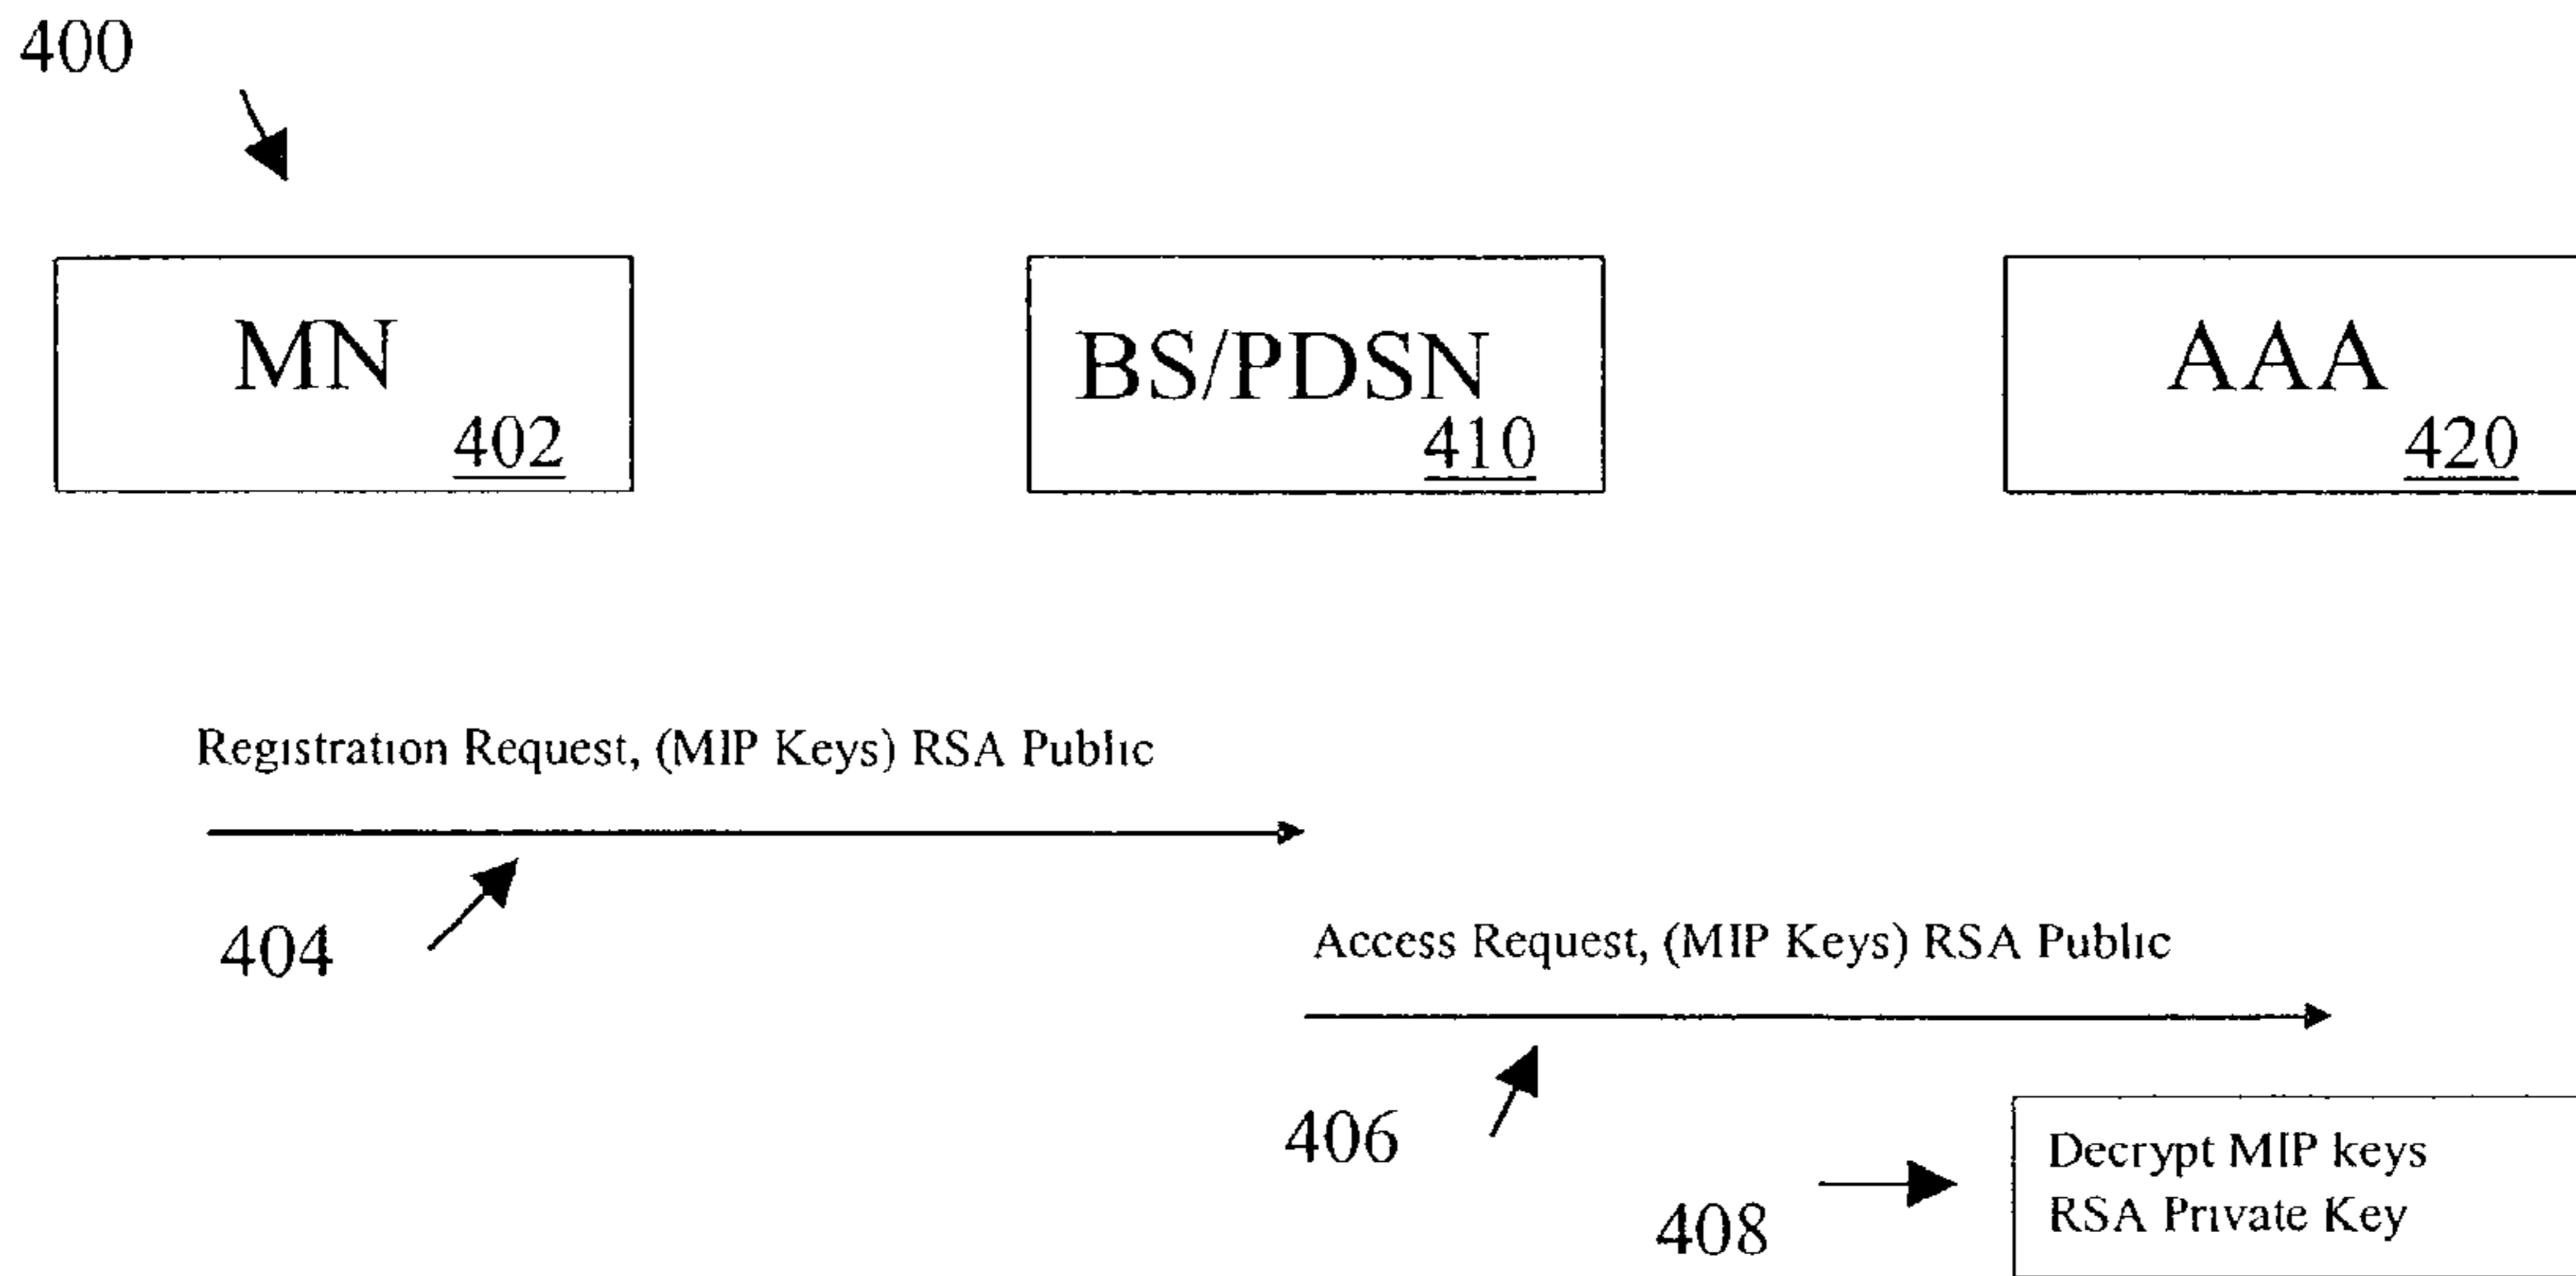 400
MN
402
BS/PDSN
410
AAA
420
Registration Request, (MIP Keys) RSA Public
404
Access Request, (MIP Keys) RSA Public
406
408
Decrypt MIP keys
RSA Private Key